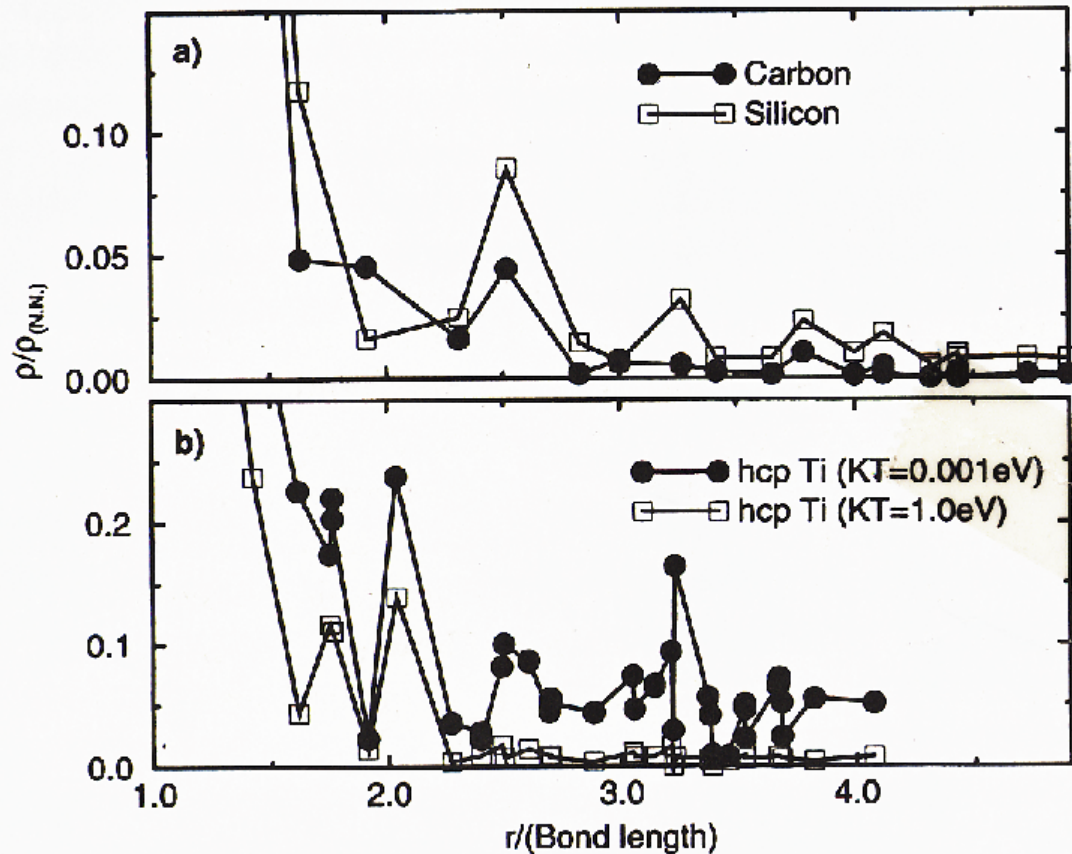 a)
Carbon
Silicon
0.10
0.05
0.00
ρ/ρ(N.N.)
b)
hcp Ti (KT=0.001eV)
hcp Ti (KT=1.0eV)
0.2
0.1
0.0
1.0 2.0 3.0 4.0
r/(Bond length)